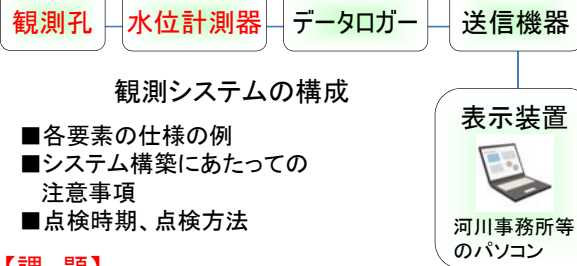 観測孔
水位計測器
データロガー
送信機器
観測システムの構成
■各要素の仕様の例
■システム構築にあたっての
注意事項
■点検時期、点検方法
表示装置
河川事務所等
のパソコン
【課 題】